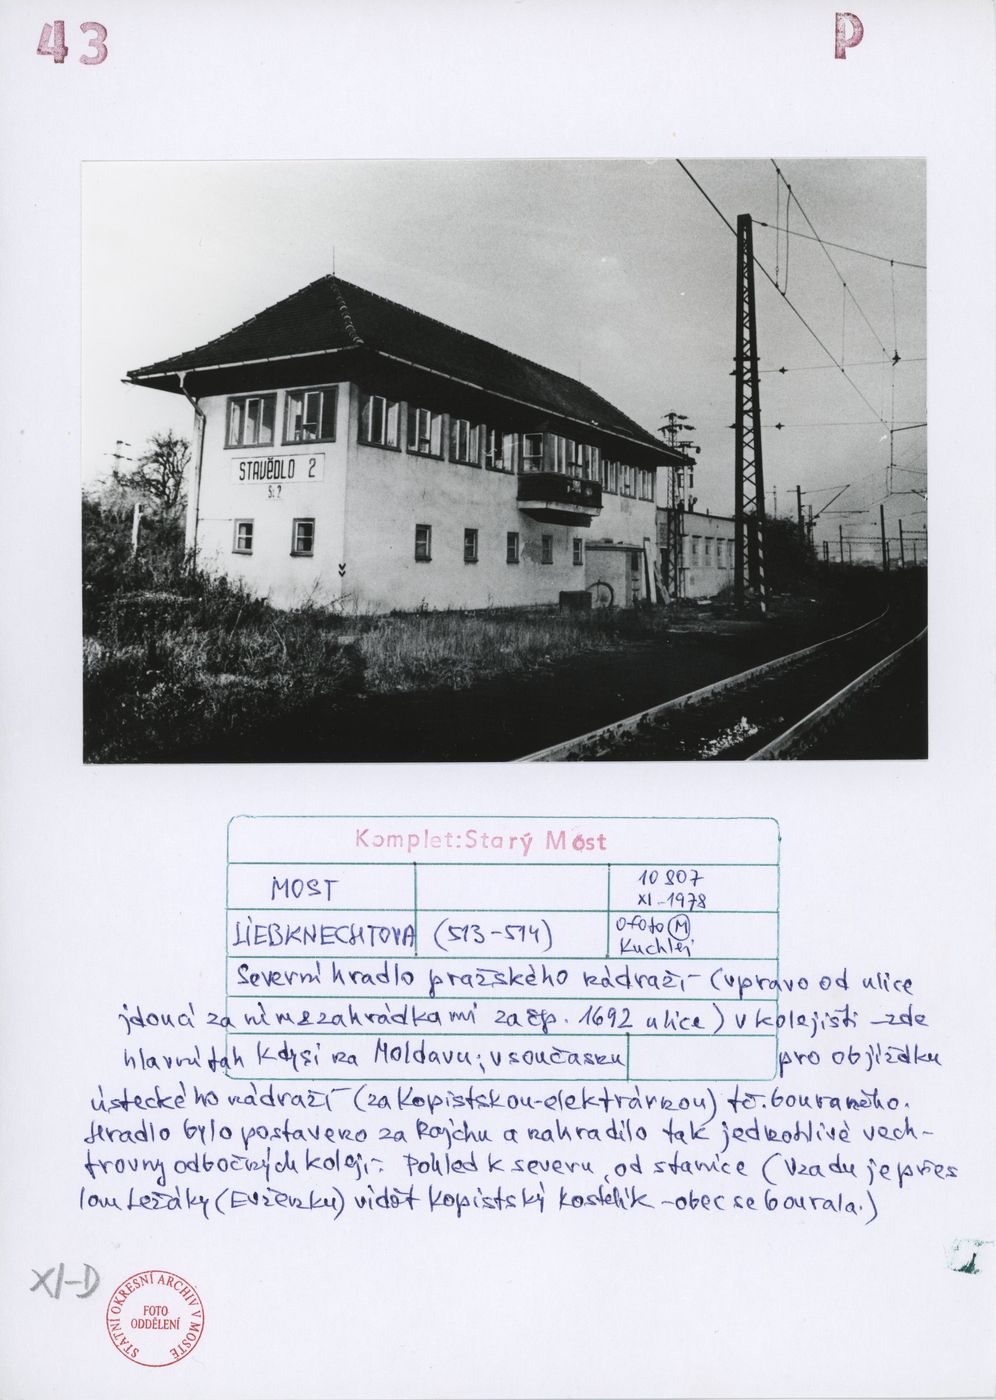 43
P
STAVĚDLO 2
St 2
Komplet: Starý Most
MOST
10 807
XI-1978
LIEBKNECHTOVA (513-514)
ofoto M
Kuchlei
Severní hradlo pražského nádraží (vpravo od ulice
jdoucí za ním zahrádkami za čp. 1692 ulice) v kolejišti - zde
hlavní tah kdysi na Moldavu; v současnu pro objížďku
ústeckého nádraží (za Kopistskou elektrárnou) tč. bouraného.
Hradlo bylo postaveno za Rajchu a nahradilo tak jednotlivé vech-
trovny odbočných kolejí. Pohled k severu, od stanice (vzadu je přes
lom Ležáky (Evženku) vidět kopistský kostelík - obec se bourala.)
XI-D
STÁTNÍ OKRESNÍ ARCHIV V MOSTĚ
FOTO
ODDĚLENÍ